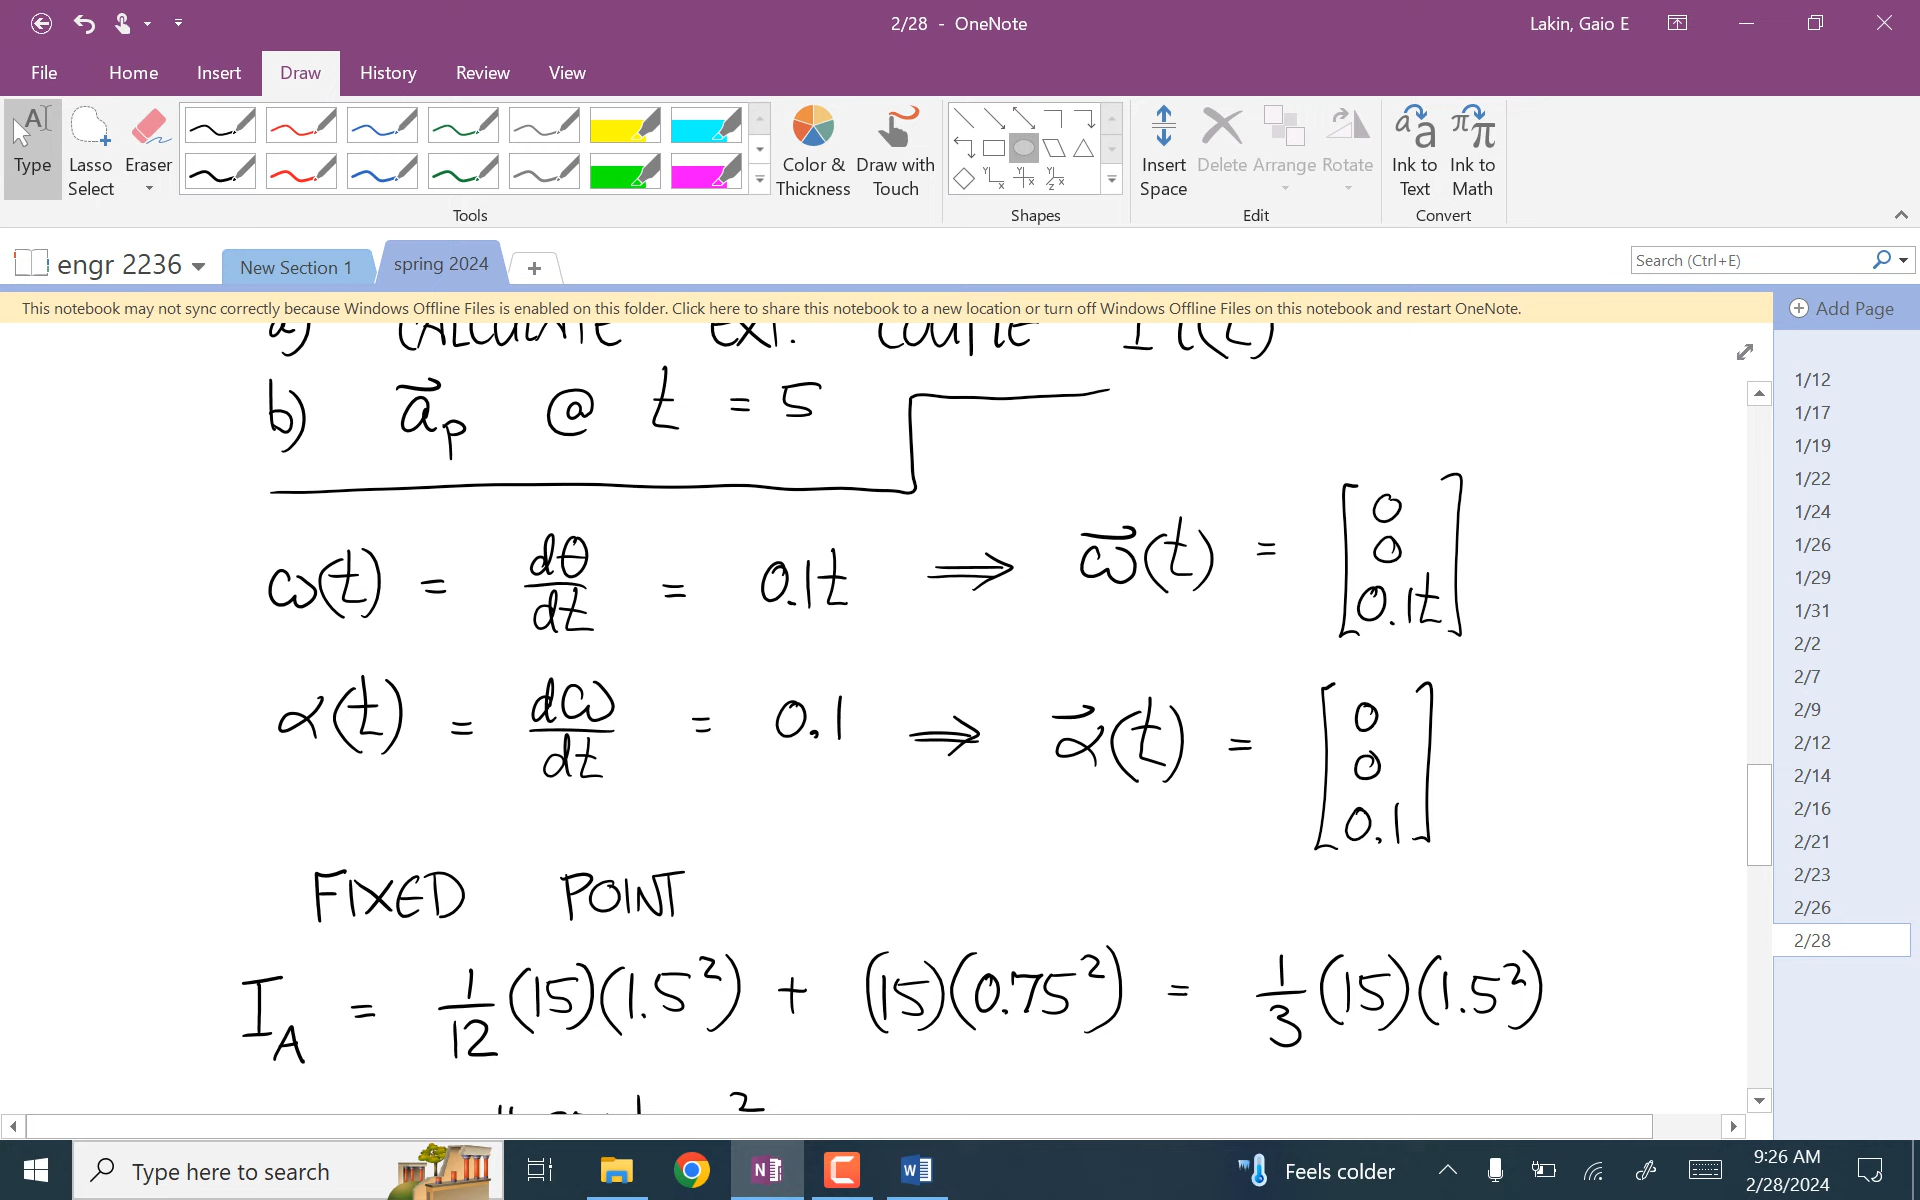 2/28 - OneNote
Lakin, Gaio E
File Home Insert Draw History Review View
Type
Lasso Select
Eraser
Color & Thickness
Draw with Touch
Insert Space
Delete
Arrange
Rotate
Ink to Text
Ink to Math
Tools
Shapes
Edit
Convert
engr 2236
New Section 1
spring 2024
Search (Ctrl+E)
This notebook may not sync correctly because Windows Offline Files is enabled on this folder. Click here to share this notebook to a new location or turn off Windows Offline Files on this notebook and restart OneNote.
Add Page
a) CALCULATE EXT. COUPLE M(t)
b) a⃗p @ t = 5
ω(t) = dθ/dt = 0.1t ⟹ ω⃗(t) = [0 0 0.1t]
α(t) = dω/dt = 0.1 ⟹ α⃗(t) = [0 0 0.1]
FIXED POINT
I_A = 1/12 (15)(1.5²) + (15)(0.75²) = 1/3 (15)(1.5²)
1/12
1/17
1/19
1/22
1/24
1/26
1/29
1/31
2/2
2/7
2/9
2/12
2/14
2/16
2/21
2/23
2/26
2/28
Type here to search
Feels colder
9:26 AM
2/28/2024